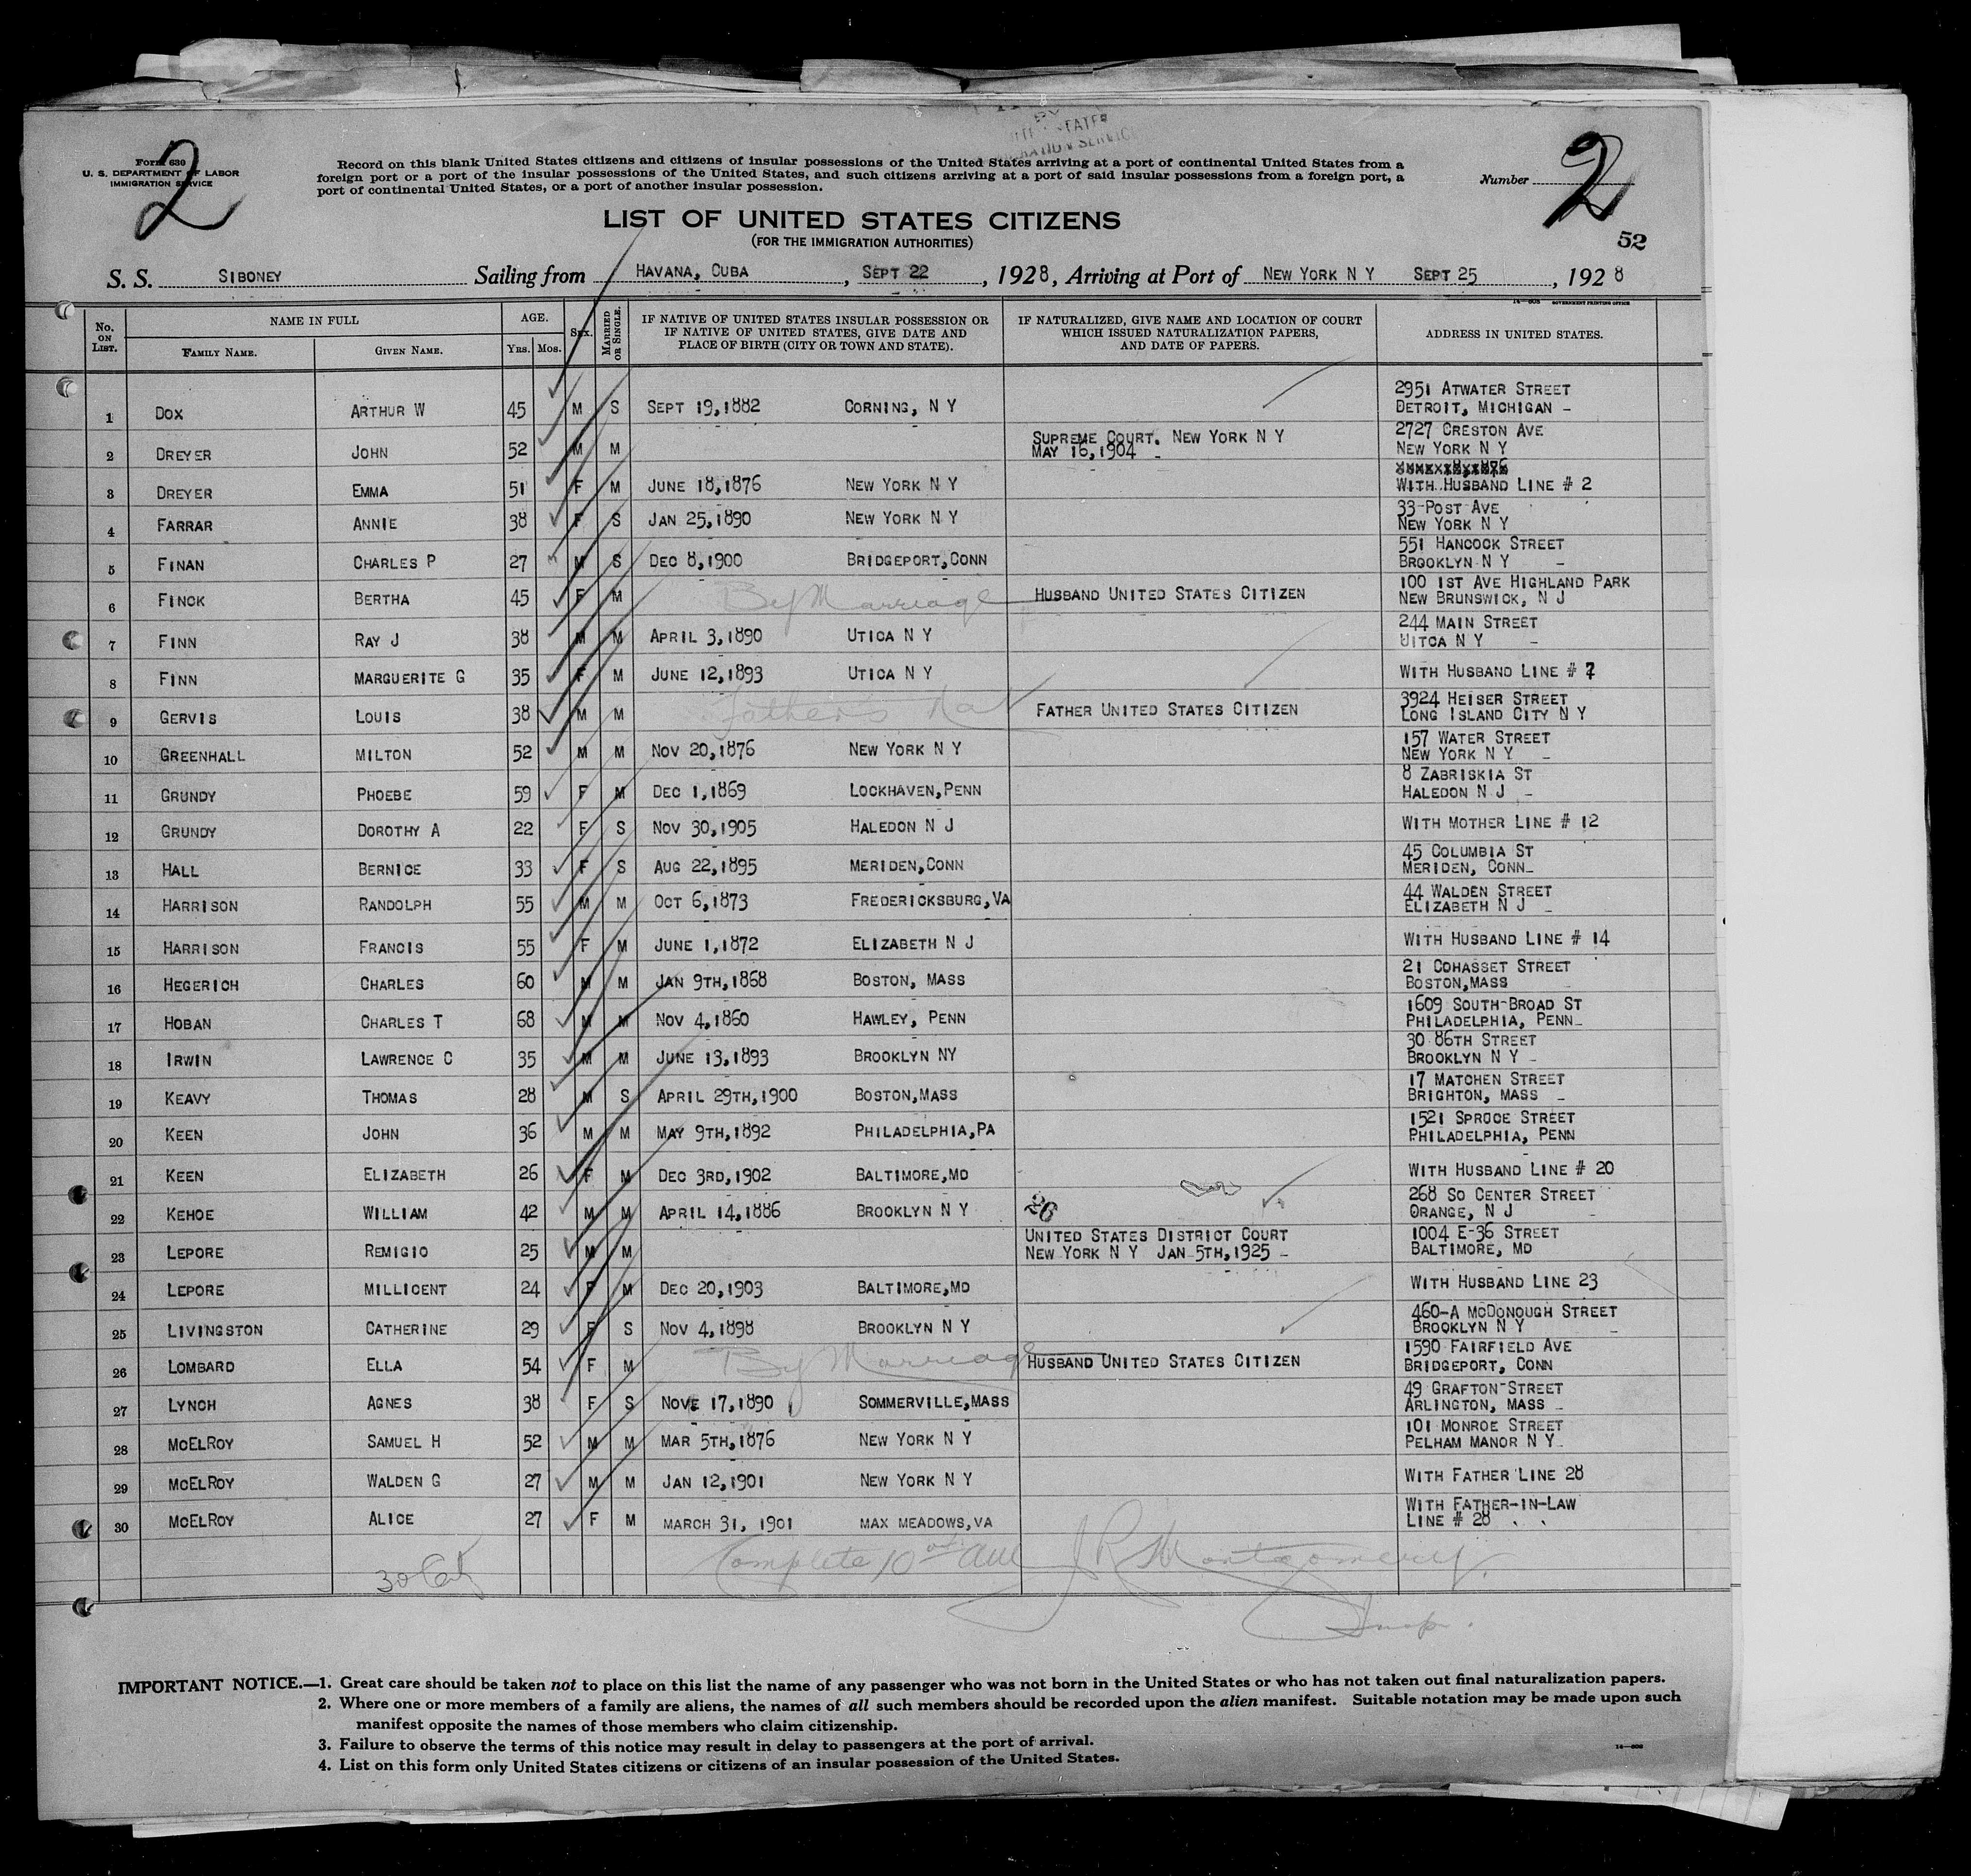 2
Form 630
U. S. DEPARTMENT OF LABOR
IMMIGRATION SERVICE
Record on this blank United States citizens and citizens of insular possessions of the United States arriving at a port of continental United States from a
foreign port or a port of the insular possessions of the United States, and such citizens arriving at a port of said insular possessions from a foreign port, a
port of continental United States, or a port of another insular possession.
Number
2
LIST OF UNITED STATES CITIZENS
(FOR THE IMMIGRATION AUTHORITIES)
52
S. S. SIBONEY Sailing from HAVANA, CUBA, SEPT 22, 1928, Arriving at Port of NEW YORK N Y SEPT 25, 1928
14—808 GOVERNMENT PRINTING OFFICE
No. ON LIST. NAME IN FULL FAMILY NAME. GIVEN NAME. AGE. Yrs. Mos. SEX. MARRIED OR SINGLE. IF NATIVE OF UNITED STATES INSULAR POSSESSION OR IF NATIVE OF UNITED STATES, GIVE DATE AND PLACE OF BIRTH (CITY OR TOWN AND STATE). IF NATURALIZED, GIVE NAME AND LOCATION OF COURT WHICH ISSUED NATURALIZATION PAPERS, AND DATE OF PAPERS. ADDRESS IN UNITED STATES.
1 DOX ARTHUR W 45 M S SEPT 19,1882 CORNING, N Y 2951 ATWATER STREET DETROIT, MICHIGAN -
2 DREYER JOHN 52 M M SUPREME COURT. NEW YORK N Y MAY 16,1904 - 2727 CRESTON AVE NEW YORK N Y
3 DREYER EMMA 51 F M JUNE 18,1876 NEW YORK N Y WITH HUSBAND LINE # 2
4 FARRAR ANNIE 38 F S JAN 25,1890 NEW YORK N Y 33-POST AVE NEW YORK N Y
5 FINAN CHARLES P 27 M S DEC 8,1900 BRIDGEPORT,CONN 551 HANCOCK STREET BROOKLYN N Y -
6 FINCK BERTHA 45 F M By Marriage HUSBAND UNITED STATES CITIZEN 100 1ST AVE HIGHLAND PARK NEW BRUNSWICK, N J
7 FINN RAY J 38 M M APRIL 3,1890 UTICA N Y 244 MAIN STREET UITCA N Y -
8 FINN MARGUERITE G 35 F M JUNE 12,1893 UTICA N Y WITH HUSBAND LINE # 7
9 GERVIS LOUIS 38 M M father's Nat FATHER UNITED STATES CITIZEN 3924 HEISER STREET LONG ISLAND CITY N Y
10 GREENHALL MILTON 52 M M NOV 20,1876 NEW YORK N Y 157 WATER STREET NEW YORK N Y -
11 GRUNDY PHOEBE 59 F M DEC 1,1869 LOCKHAVEN,PENN 8 ZABRISKIA ST HALEDON N J -
12 GRUNDY DOROTHY A 22 F S NOV 30,1905 HALEDON N J WITH MOTHER LINE # 12
13 HALL BERNICE 33 F S AUG 22,1895 MERIDEN,CONN 45 COLUMBIA ST MERIDEN, CONN-
14 HARRISON RANDOLPH 55 M M OCT 6,1873 FREDERICKSBURG,VA 44 WALDEN STREET ELIZABETH N J -
15 HARRISON FRANCIS 55 F M JUNE 1,1872 ELIZABETH N J WITH HUSBAND LINE # 14
16 HEGERICH CHARLES 60 M M JAN 9TH,1868 BOSTON, MASS 21 COHASSET STREET BOSTON,MASS
17 HOBAN CHARLES T 68 M M NOV 4,1860 HAWLEY, PENN 1609 SOUTH-BROAD ST PHILADELPHIA, PENN-
18 IRWIN LAWRENCE C 35 M M JUNE 13,1893 BROOKLYN NY 30 86TH STREET BROOKLYN N Y -
19 KEAVY THOMAS 28 M S APRIL 29TH,1900 BOSTON,MASS 17 MATCHEN STREET BRIGHTON, MASS -
20 KEEN JOHN 36 M M MAY 9TH,1892 PHILADELPHIA,PA 1521 SPRUCE STREET PHILADELPHIA, PENN
21 KEEN ELIZABETH 26 F M DEC 3RD,1902 BALTIMORE,MD WITH HUSBAND LINE # 20
22 KEHOE WILLIAM 42 M M APRIL 14,1886 BROOKLYN N Y 26 268 SO CENTER STREET ORANGE, N J
23 LEPORE REMIGIO 25 M M UNITED STATES DISTRICT COURT NEW YORK N Y JAN 5TH,1925 - 1004 E-36 STREET BALTIMORE, MD
24 LEPORE MILLICENT 24 F M DEC 20,1903 BALTIMORE,MD WITH HUSBAND LINE 23
25 LIVINGSTON CATHERINE 29 F S NOV 4,1898 BROOKLYN N Y 460-A MCDONOUGH STREET BROOKLYN N Y
26 LOMBARD ELLA 54 F M By Marriage HUSBAND UNITED STATES CITIZEN 1590 FAIRFIELD AVE BRIDGEPORT, CONN
27 LYNCH AGNES 38 F S NOVE 17,1890 SOMMERVILLE,MASS 49 GRAFTON-STREET ARLINGTON, MASS -
28 MCELROY SAMUEL H 52 M M MAR 5TH,1876 NEW YORK N Y 101 MONROE STREET PELHAM MANOR N Y-
29 MCELROY WALDEN G 27 M M JAN 12,1901 NEW YORK N Y WITH FATHER LINE 28
30 MCELROY ALICE 27 F M MARCH 31, 1901 MAX MEADOWS,VA WITH FATHER-IN-LAW LINE # 28
Complete J R Montgomery.
Insp.
IMPORTANT NOTICE.—1. Great care should be taken not to place on this list the name of any passenger who was not born in the United States or who has not taken out final naturalization papers.
2. Where one or more members of a family are aliens, the names of all such members should be recorded upon the alien manifest. Suitable notation may be made upon such
manifest opposite the names of those members who claim citizenship.
3. Failure to observe the terms of this notice may result in delay to passengers at the port of arrival.
4. List on this form only United States citizens or citizens of an insular possession of the United States.